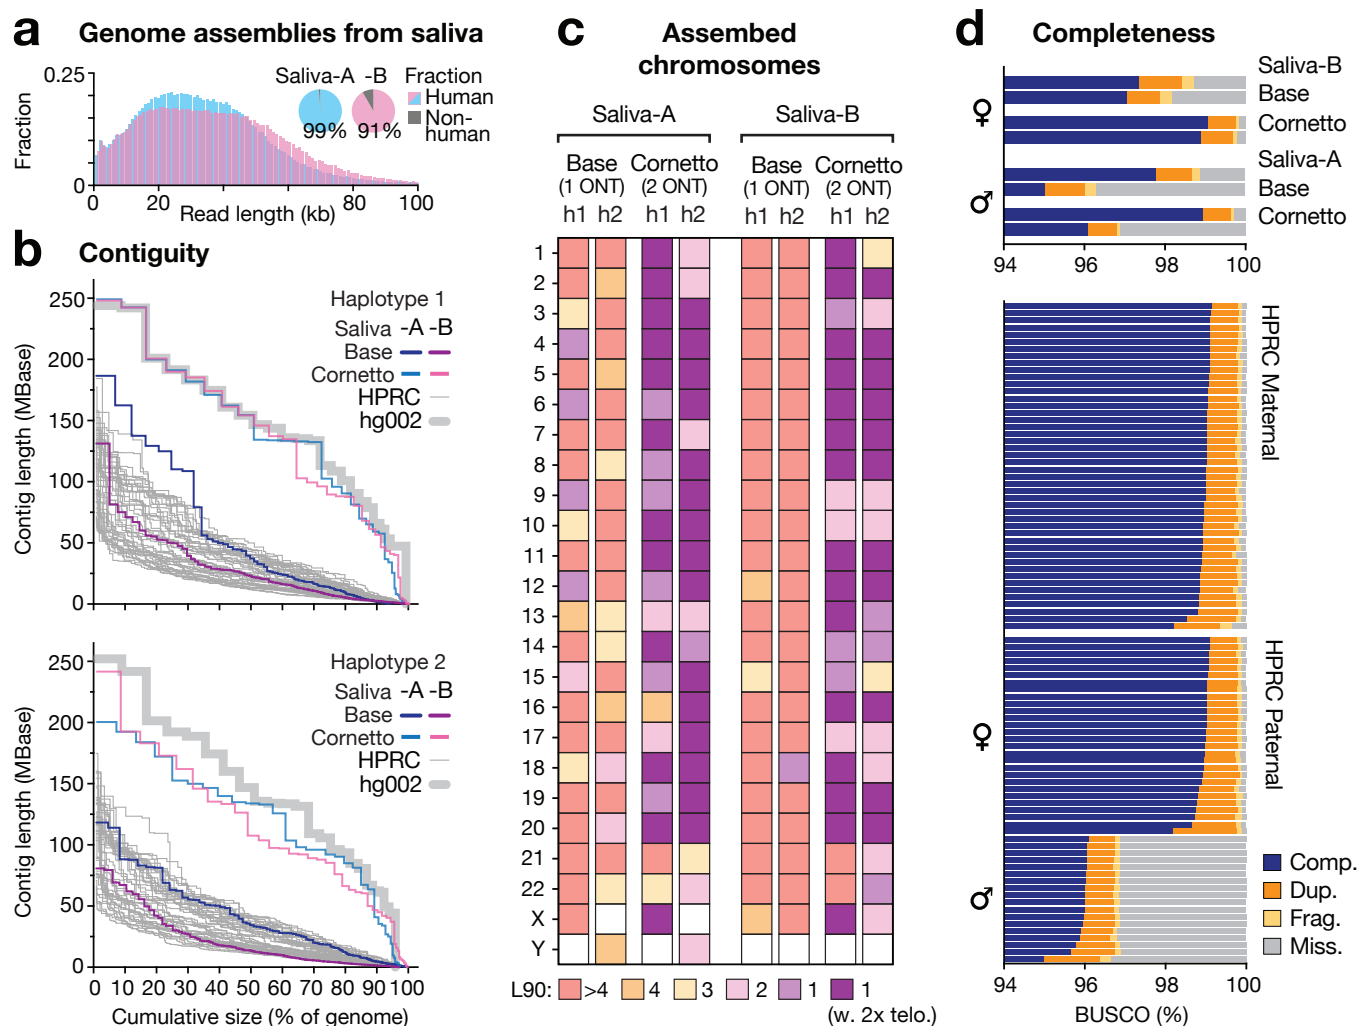 a Genome assemblies from saliva
0.25
0
Fraction
Saliva-A -B
99% 91%
Fraction
Human
Non-
human
0 20 40 60 80 100
Read length (kb)
b Contiguity
250
200
150
100
50
0
Contig length (MBase)
Haplotype 1
Saliva -A -B
Base
Cornetto
HPRC
hg002
250
200
150
100
50
0
Contig length (MBase)
Haplotype 2
Saliva -A -B
Base
Cornetto
HPRC
hg002
0 10 20 30 40 50 60 70 80 90 100
Cumulative size (% of genome)
c Assembed
chromosomes
Saliva-A Saliva-B
Base Cornetto Base Cornetto
(1 ONT) (2 ONT) (1 ONT) (2 ONT)
h1 h2 h1 h2 h1 h2 h1 h2
1
2
3
4
5
6
7
8
9
10
11
12
13
14
15
16
17
18
19
20
21
22
X
Y
L90: >4 4 3 2 1 1
(w. 2x telo.)
d Completeness
♀
Saliva-B
Base
Cornetto
♂
Saliva-A
Base
Cornetto
94 96 98 100
HPRC Maternal
♀
HPRC Paternal
♂
Comp.
Dup.
Frag.
Miss.
94 96 98 100
BUSCO (%)